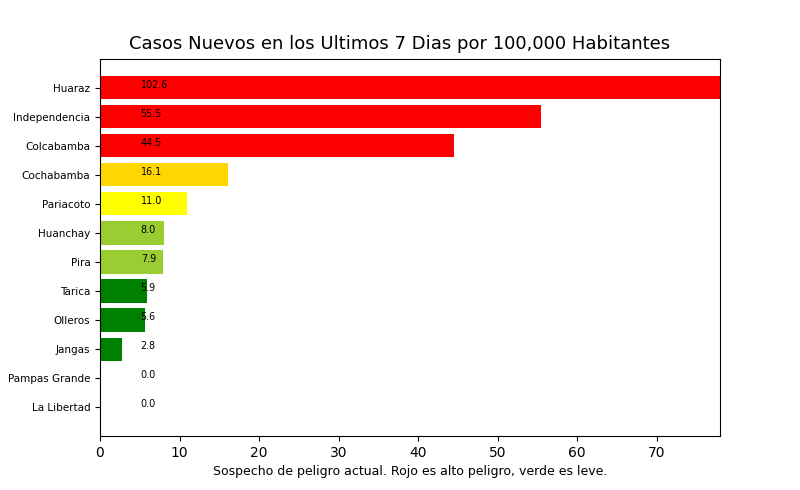 Casos Nuevos en los Ultimos 7 Dias por 100,000 Habitantes
Huaraz 102.6
Independencia 55.5
Colcabamba 44.5
Cochabamba 16.1
Pariacoto 11.0
Huanchay 8.0
Pira 7.9
Tarica 5.9
Olleros 5.6
Jangas 2.8
Pampas Grande 0.0
La Libertad 0.0
0 10 20 30 40 50 60 70
Sospecho de peligro actual. Rojo es alto peligro, verde es leve.